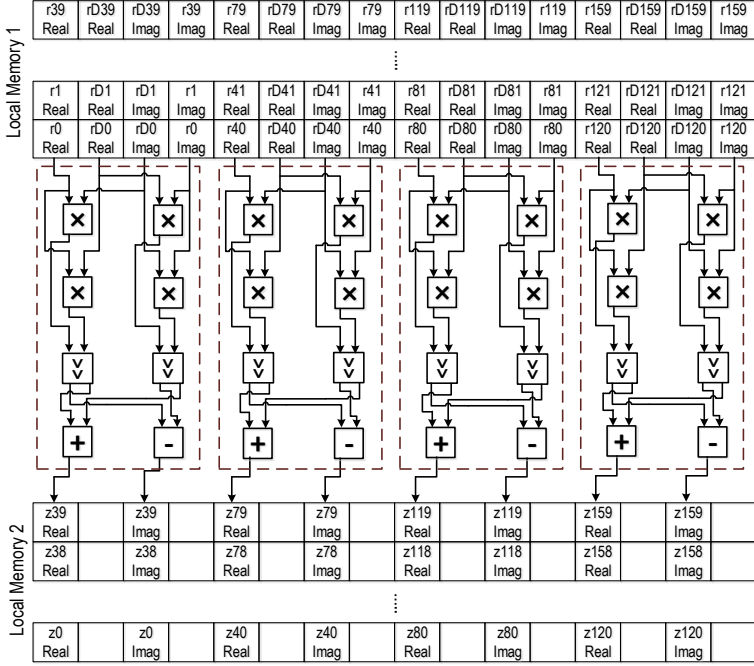 Local Memory 1
r39 rD39 rD39 r39 r79 rD79 rD79 r79 r119 rD119 rD119 r119 r159 rD159 rD159 r159
Real Real Imag Imag Real Real Imag Imag Real Real Imag Imag Real Real Imag Imag
r1 rD1 rD1 r1 r41 rD41 rD41 r41 r81 rD81 rD81 r81 r121 rD121 rD121 r121
Real Real Imag Imag Real Real Imag Imag Real Real Imag Imag Real Real Imag Imag
r0 rD0 rD0 r0 r40 rD40 rD40 r40 r80 rD80 rD80 r80 r120 rD120 rD120 r120
Real Real Imag Imag Real Real Imag Imag Real Real Imag Imag Real Real Imag Imag
× × × × × × × ×
× × × × × × × ×
>> >> >> >> >> >> >> >>
+ - + - + - + -
Local Memory 2
z39 z39 z79 z79 z119 z119 z159 z159
Real Imag Real Imag Real Imag Real Imag
z38 z38 z78 z78 z118 z118 z158 z158
Real Imag Real Imag Real Imag Real Imag
z0 z0 z40 z40 z80 z80 z120 z120
Real Imag Real Imag Real Imag Real Imag